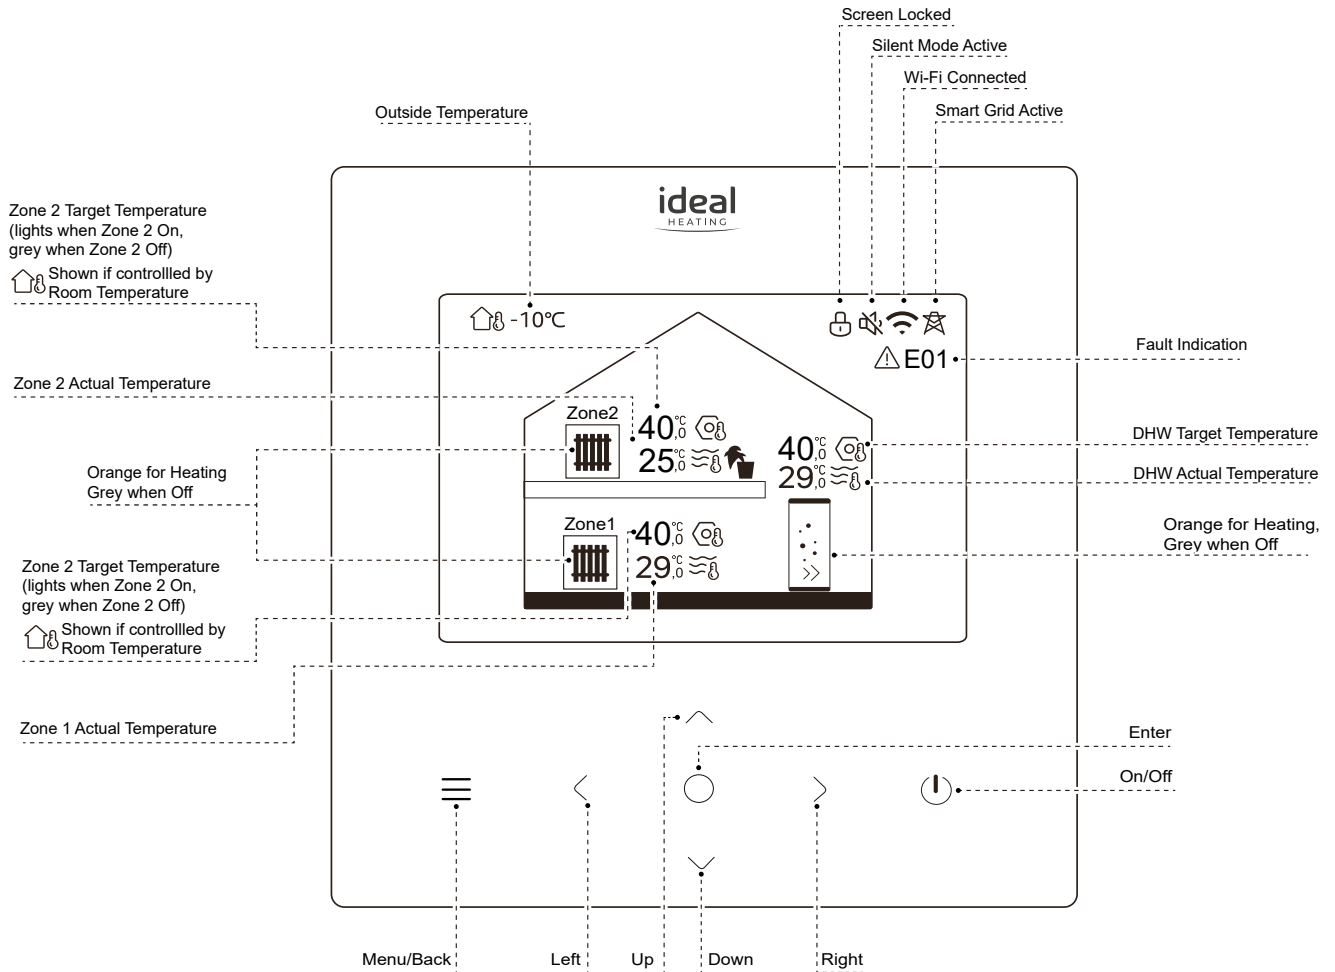 Screen Locked
Silent Mode Active
Wi-Fi Connected
Smart Grid Active
Outside Temperature
ideal
HEATING
Zone 2 Target Temperature
(lights when Zone 2 On,
grey when Zone 2 Off)
Shown if controllled by
Room Temperature
-10℃
E01
Fault Indication
Zone 2 Actual Temperature
Zone2
40,0 °C
25,0 °C
40,0 °C
29,0 °C
DHW Target Temperature
DHW Actual Temperature
Orange for Heating
Grey when Off
Zone1
40,0 °C
29,0 °C
Orange for Heating,
Grey when Off
Zone 2 Target Temperature
(lights when Zone 2 On,
grey when Zone 2 Off)
Shown if controllled by
Room Temperature
Zone 1 Actual Temperature
Enter
On/Off
Menu/Back
Left
Up
Down
Right